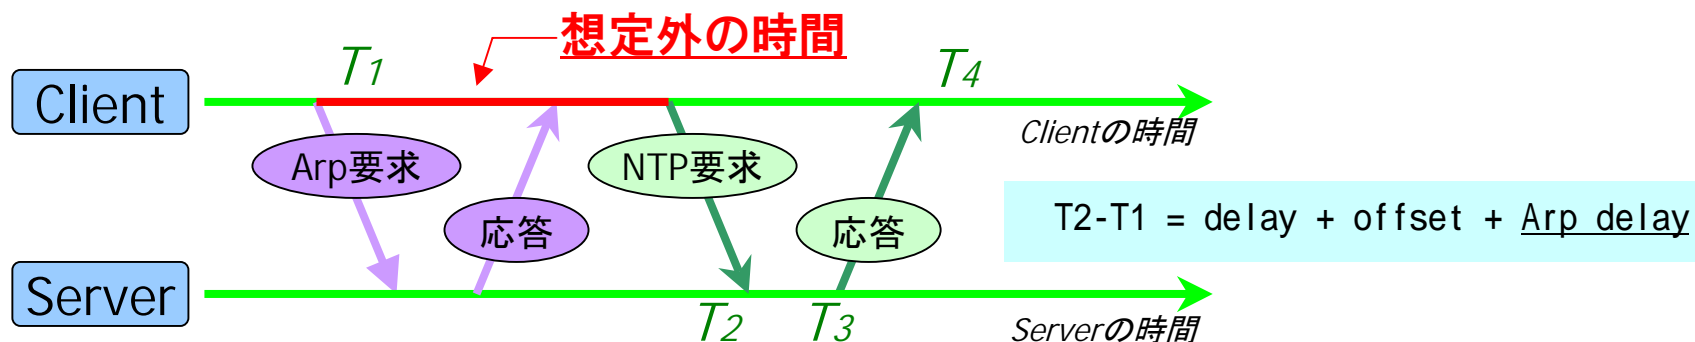 想定外の時間
T1
T4
Client
Clientの時間
Arp要求
NTP要求
応答
応答
T2-T1 = delay + offset + Arp delay
Server
T2
T3
Serverの時間